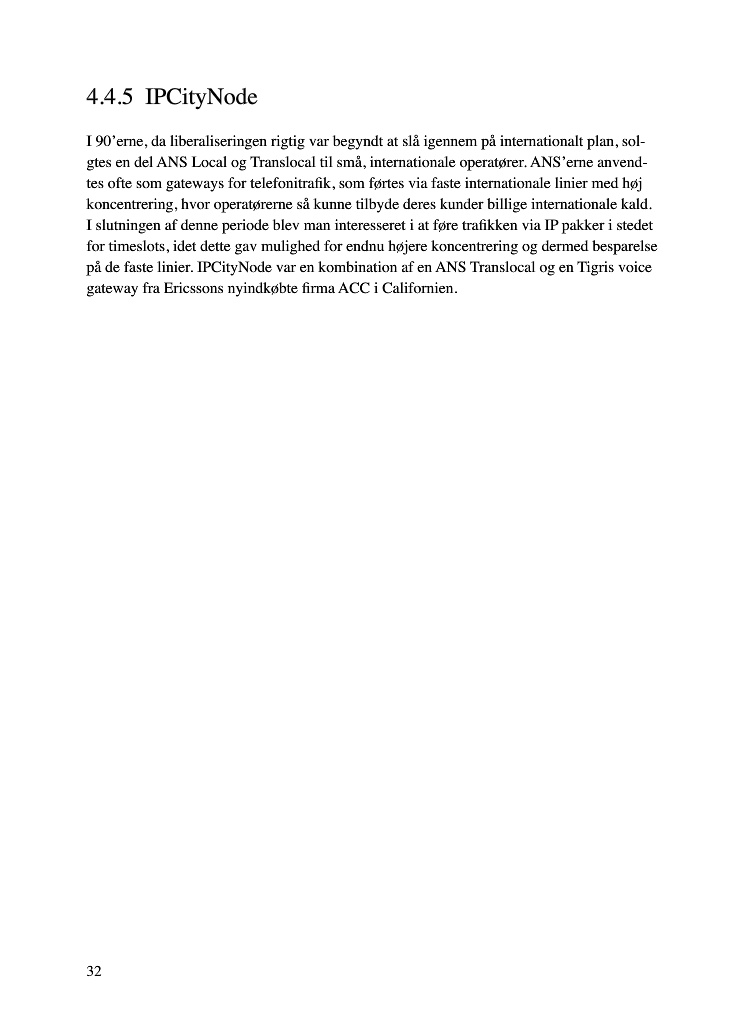 4.4.5 IPCityNode
I 90’erne, da liberaliseringen rigtig var begyndt at slå igennem på internationalt plan, sol-
gtes en del ANS Local og Translocal til små, internationale operatører. ANS’erne anvend-
tes ofte som gateways for telefonitrafik, som førtes via faste internationale linier med høj
koncentrering, hvor operatørerne så kunne tilbyde deres kunder billige internationale kald.
I slutningen af denne periode blev man interesseret i at føre trafikken via IP pakker i stedet
for timeslots, idet dette gav mulighed for endnu højere koncentrering og dermed besparelse
på de faste linier. IPCityNode var en kombination af en ANS Translocal og en Tigris voice
gateway fra Ericssons nyindkøbte firma ACC i Californien.
32